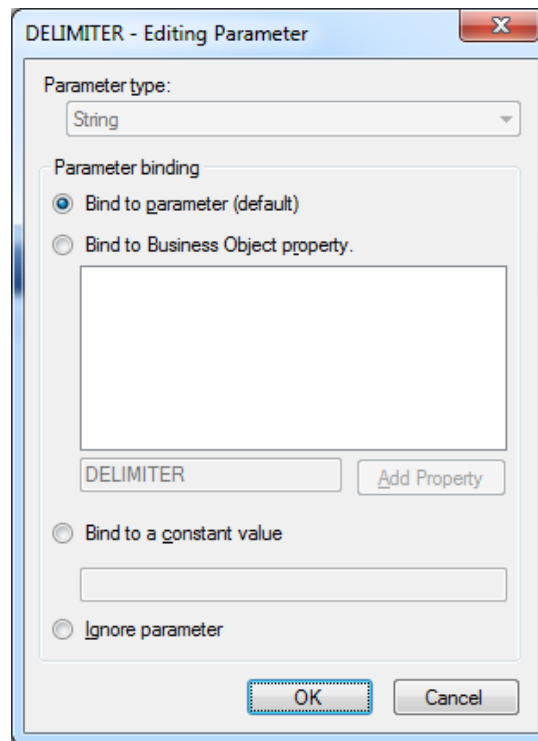 DELIMITER - Editing Parameter
Parameter type:
String
Parameter binding
Bind to parameter (default)
Bind to Business Object property.
DELIMITER Add Property
Bind to a constant value
Ignore parameter
OK Cancel